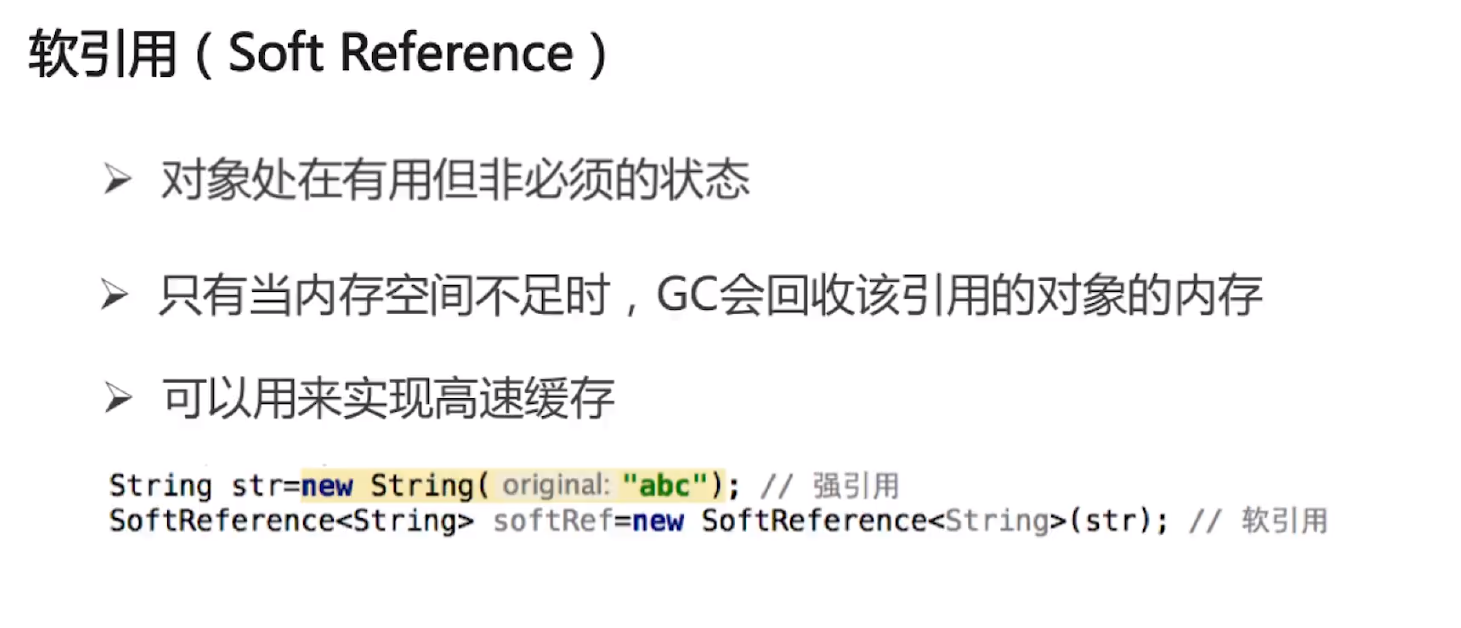 软引用（Soft Reference）
➢ 对象处在有用但非必须的状态
➢ 只有当内存空间不足时，GC会回收该引用的对象的内存
➢ 可以用来实现高速缓存
String str=new String( original: "abc"); // 强引用
SoftReference<String> softRef=new SoftReference<String>(str); // 软引用